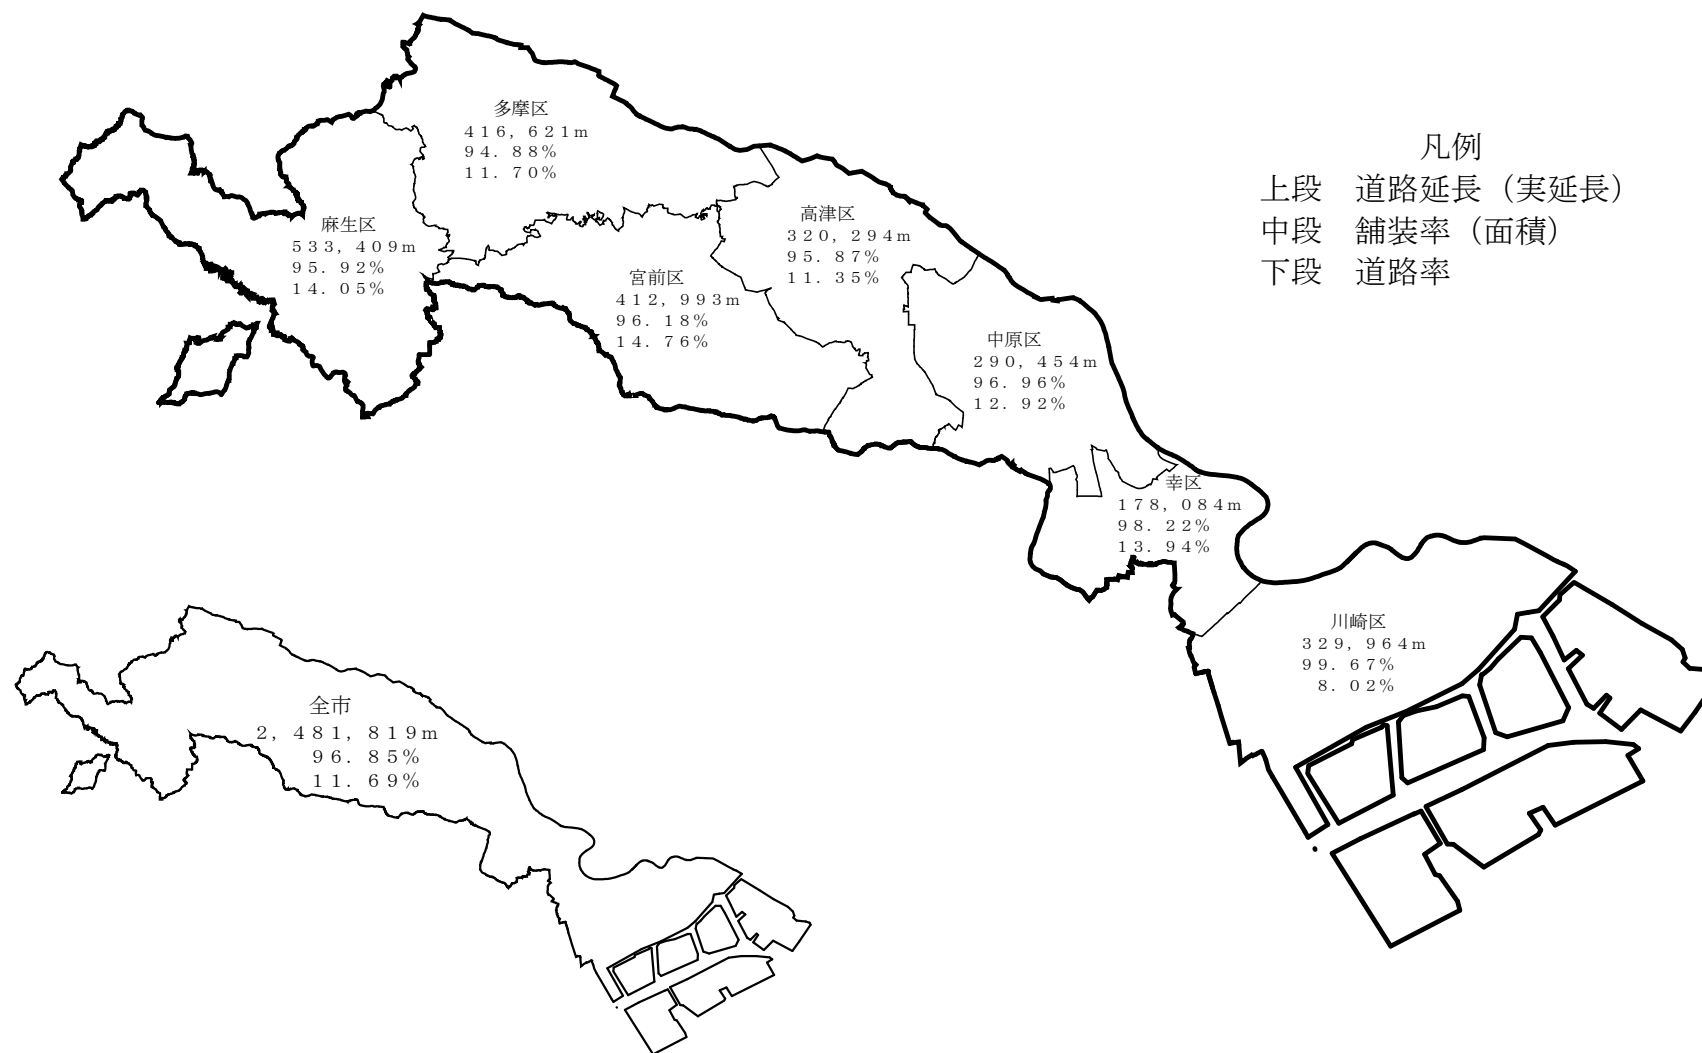 多摩区
416,621m
94.88%
11.70%
凡例
上段　道路延長（実延長）
中段　舗装率（面積）
下段　道路率
麻生区
533,409m
95.92%
14.05%
高津区
320,294m
95.87%
11.35%
宮前区
412,993m
96.18%
14.76%
中原区
290,454m
96.96%
12.92%
幸区
178,084m
98.22%
13.94%
川崎区
329,964m
99.67%
8.02%
全市
2,481,819m
96.85%
11.69%